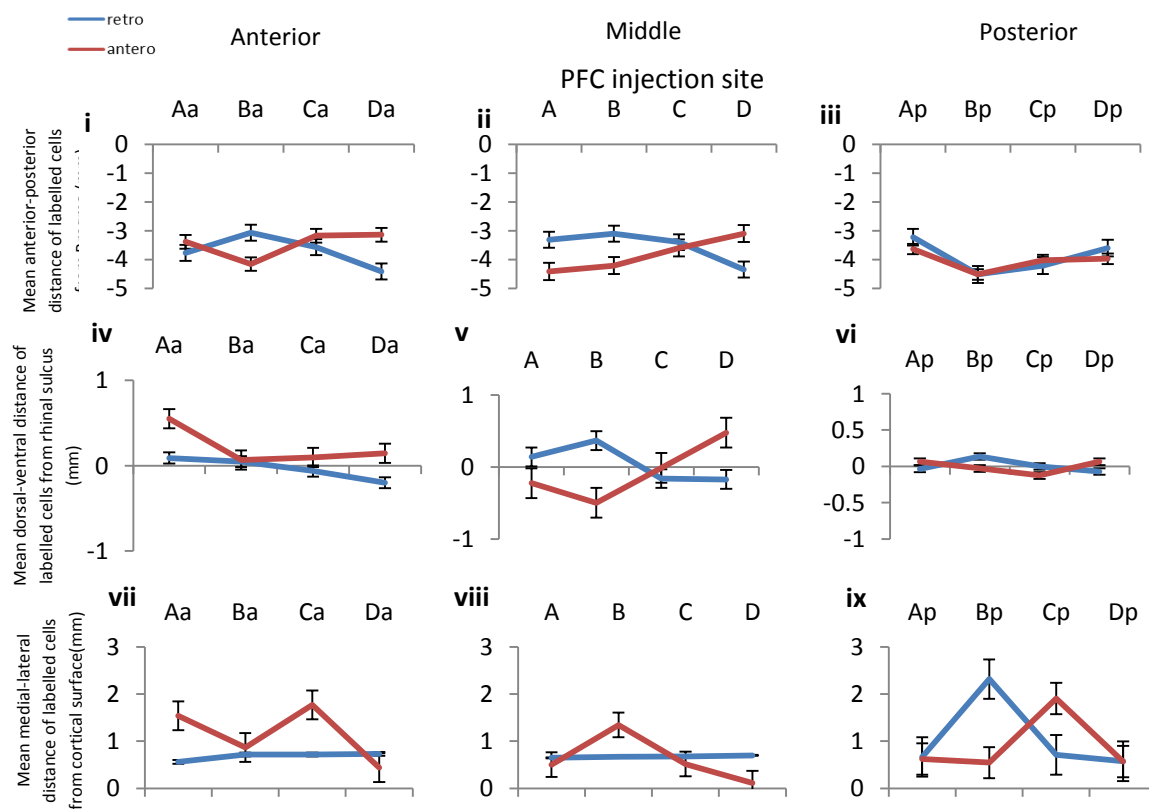 retro
antero
Anterior
Middle
Posterior
PFC injection site
i
Aa Ba Ca Da
ii
A B C D
iii
Ap Bp Cp Dp
Mean anterior-posterior
distance of labelled cells
0
-1
-2
-3
-4
-5
0
-1
-2
-3
-4
-5
0
-1
-2
-3
-4
-5
iv
Aa Ba Ca Da
v
A B C D
vi
Ap Bp Cp Dp
Mean dorsal-ventral distance of
labelled cells from rhinal sulcus
(mm)
1
0
-1
1
0
-1
1
0.5
0
-0.5
-1
vii
Aa Ba Ca Da
viii
A B C D
ix
Ap Bp Cp Dp
Mean medial-lateral
distance of labelled cells
from cortical surface(mm)
3
2
1
0
3
2
1
0
3
2
1
0